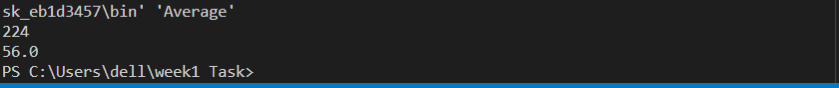 sk_eb1d3457\bin' 'Average'
224
56.0
PS C:\Users\dell\week1 Task>